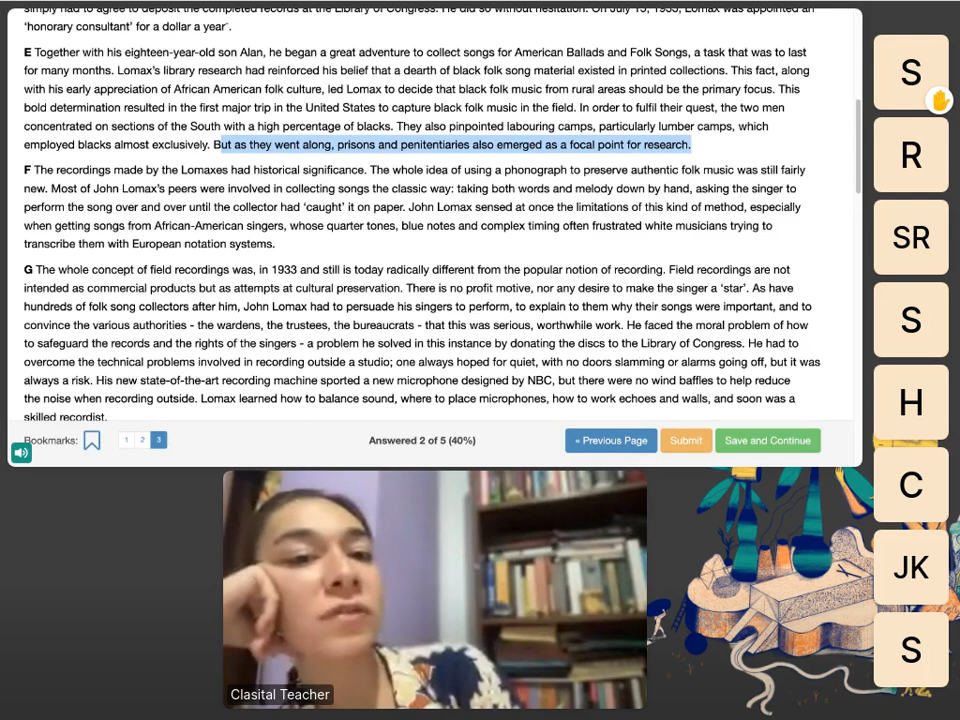 simply had to agree to deposit the completed records at the Library of Congress. He did so without hesitation. On July 15, 1933, Lomax was appointed an
‘honorary consultant’ for a dollar a year¨.
E Together with his eighteen-year-old son Alan, he began a great adventure to collect songs for American Ballads and Folk Songs, a task that was to last
for many months. Lomax’s library research had reinforced his belief that a dearth of black folk song material existed in printed collections. This fact, along
with his early appreciation of African American folk culture, led Lomax to decide that black folk music from rural areas should be the primary focus. This
bold determination resulted in the first major trip in the United States to capture black folk music in the field. In order to fulfil their quest, the two men
concentrated on sections of the South with a high percentage of blacks. They also pinpointed labouring camps, particularly lumber camps, which
employed blacks almost exclusively. But as they went along, prisons and penitentiaries also emerged as a focal point for research.
F The recordings made by the Lomaxes had historical significance. The whole idea of using a phonograph to preserve authentic folk music was still fairly
new. Most of John Lomax’s peers were involved in collecting songs the classic way: taking both words and melody down by hand, asking the singer to
perform the song over and over until the collector had ‘caught’ it on paper. John Lomax sensed at once the limitations of this kind of method, especially
when getting songs from African-American singers, whose quarter tones, blue notes and complex timing often frustrated white musicians trying to
transcribe them with European notation systems.
G The whole concept of field recordings was, in 1933 and still is today radically different from the popular notion of recording. Field recordings are not
intended as commercial products but as attempts at cultural preservation. There is no profit motive, nor any desire to make the singer a ‘star’. As have
hundreds of folk song collectors after him, John Lomax had to persuade his singers to perform, to explain to them why their songs were important, and to
convince the various authorities - the wardens, the trustees, the bureaucrats - that this was serious, worthwhile work. He faced the moral problem of how
to safeguard the records and the rights of the singers - a problem he solved in this instance by donating the discs to the Library of Congress. He had to
overcome the technical problems involved in recording outside a studio; one always hoped for quiet, with no doors slamming or alarms going off, but it was
always a risk. His new state-of-the-art recording machine sported a new microphone designed by NBC, but there were no wind baffles to help reduce
the noise when recording outside. Lomax learned how to balance sound, where to place microphones, how to work echoes and walls, and soon was a
skilled recordist.
Bookmarks: 1 2 3 Answered 2 of 5 (40%) « Previous Page Submit Save and Continue
Clasital Teacher
S
R
SR
S
H
C
JK
S